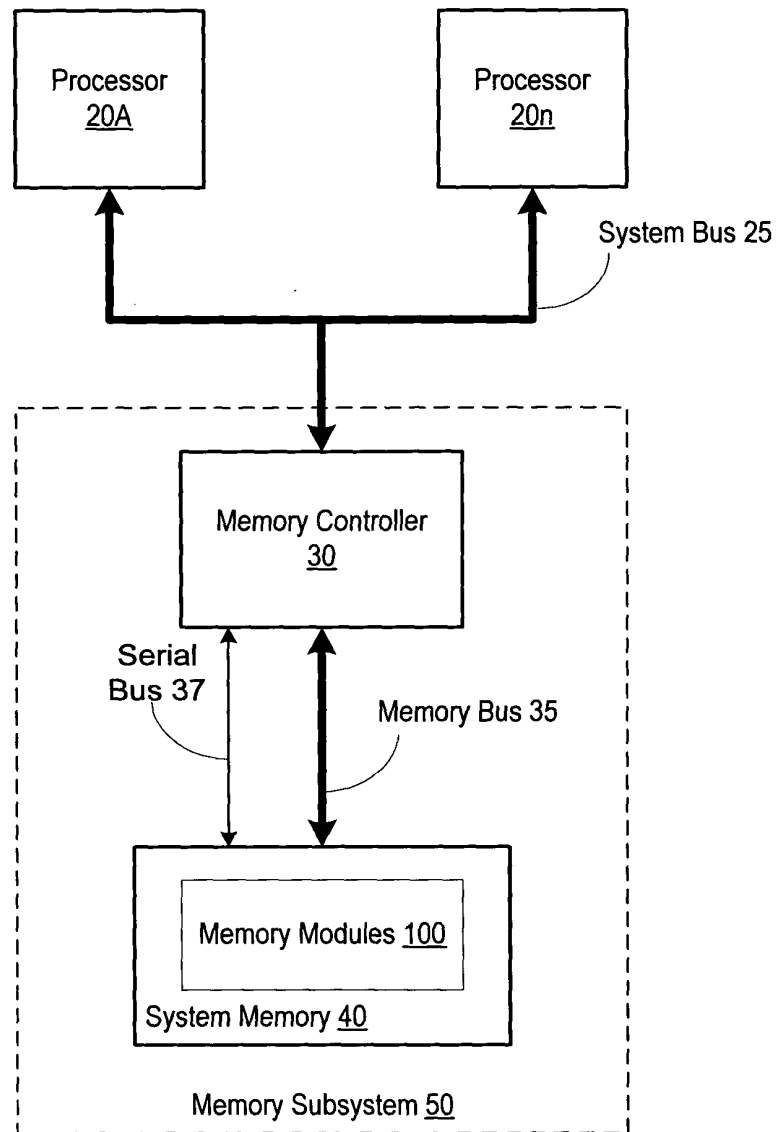 Processor
20A
Processor
20n
System Bus 25
Memory Controller
30
Serial
Bus 37
Memory Bus 35
Memory Modules 100
System Memory 40
Memory Subsystem 50